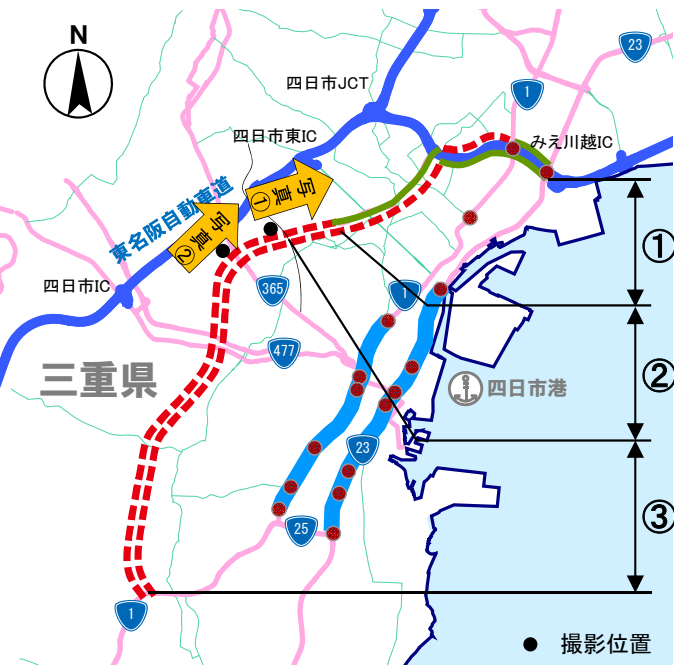 N
23
1
四日市JCT
四日市東IC
みえ川越IC
写真①
東名阪自動車道
写真②
①
四日市IC
365
1
477
②
三重県
四日市港
23
③
25
1
撮影位置